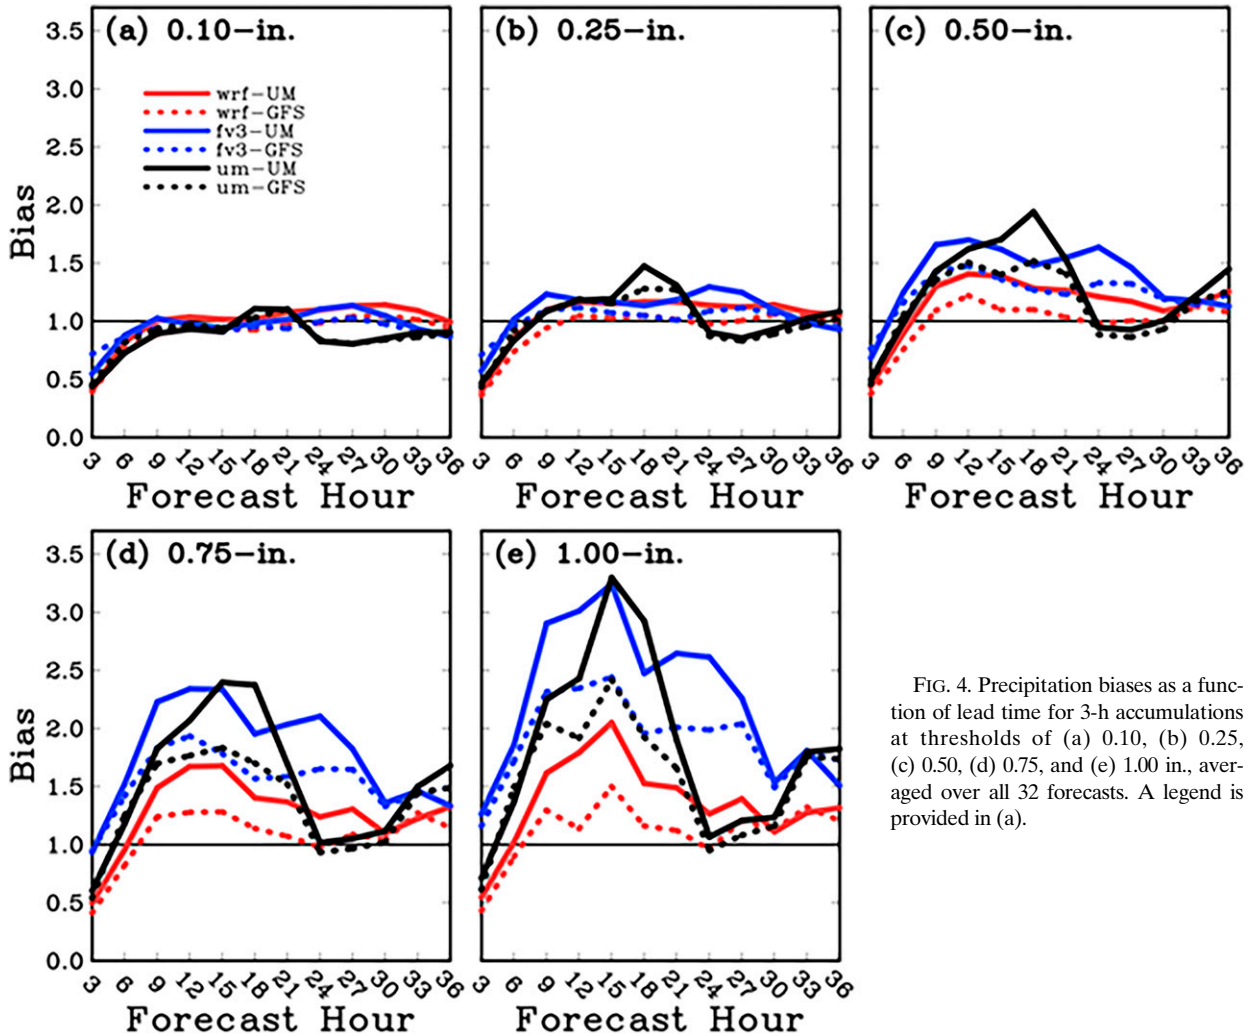 (a) 0.10-in.
(b) 0.25-in.
(c) 0.50-in.
3.5
3.0
2.5
2.0
1.5
1.0
0.5
0.0
Bias
wrf-UM
wrf-GFS
fv3-UM
fv3-GFS
um-UM
um-GFS
3 6 9 12 15 18 21 24 27 30 33 36
3 6 9 12 15 18 21 24 27 30 33 36
3 6 9 12 15 18 21 24 27 30 33 36
Forecast Hour
Forecast Hour
Forecast Hour
(d) 0.75-in.
(e) 1.00-in.
3.5
3.0
2.5
2.0
1.5
1.0
0.5
0.0
Bias
3 6 9 12 15 18 21 24 27 30 33 36
3 6 9 12 15 18 21 24 27 30 33 36
Forecast Hour
Forecast Hour
FIG. 4. Precipitation biases as a func-
tion of lead time for 3-h accumulations
at thresholds of (a) 0.10, (b) 0.25,
(c) 0.50, (d) 0.75, and (e) 1.00 in., aver-
aged over all 32 forecasts. A legend is
provided in (a).